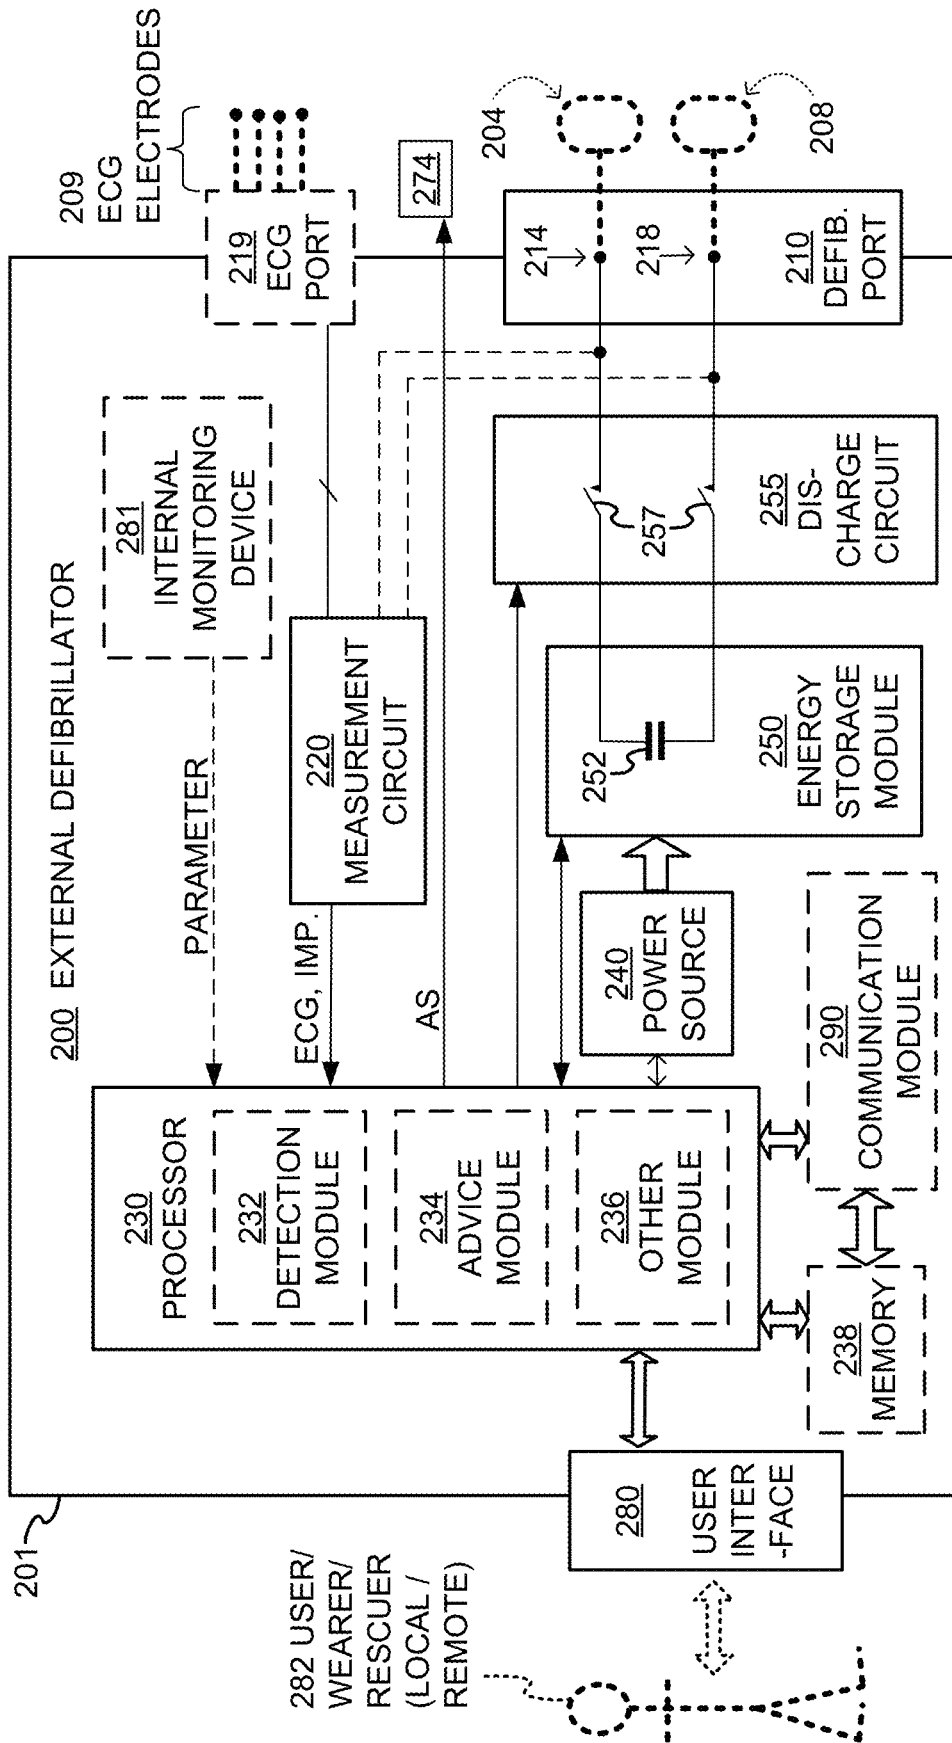 200 EXTERNAL DEFIBRILLATOR
201
209
ECG
ELECTRODES
219
ECG
PORT
281
INTERNAL
MONITORING
DEVICE
PARAMETER
220
MEASUREMENT
CIRCUIT
ECG, IMP.
AS
274
204
208
214
218
210
DEFIB.
PORT
255
DIS-
CHARGE
CIRCUIT
257
252
250
ENERGY
STORAGE
MODULE
240
POWER
SOURCE
230
PROCESSOR
232
DETECTION
MODULE
234
ADVICE
MODULE
236
OTHER
MODULE
290
COMMUNICATION
MODULE
238
MEMORY
280
USER
INTER
-FACE
282 USER/
WEARER/
RESCUER
(LOCAL /
REMOTE)